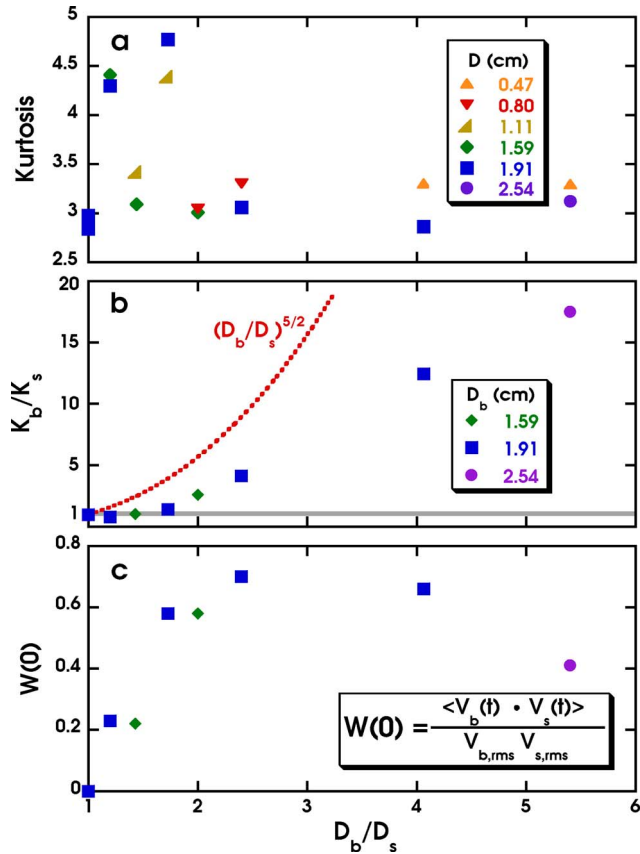 a
5
4.5
4
3.5
3
2.5
Kurtosis
D (cm)
0.47
0.80
1.11
1.59
1.91
2.54
b
20
15
10
5
1
K_b/K_s
(D_b/D_s)^5/2
D_b (cm)
1.59
1.91
2.54
c
0.8
0.6
0.4
0.2
0
W(0)
W(0) = <V_b(t) • V_s(t)> / V_b,rms V_s,rms
1 2 3 4 5 6
D_b/D_s